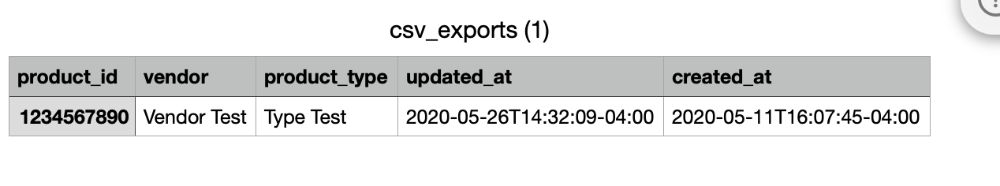 csv_exports (1)
product_id vendor product_type updated_at created_at
1234567890 Vendor Test Type Test 2020-05-26T14:32:09-04:00 2020-05-11T16:07:45-04:00